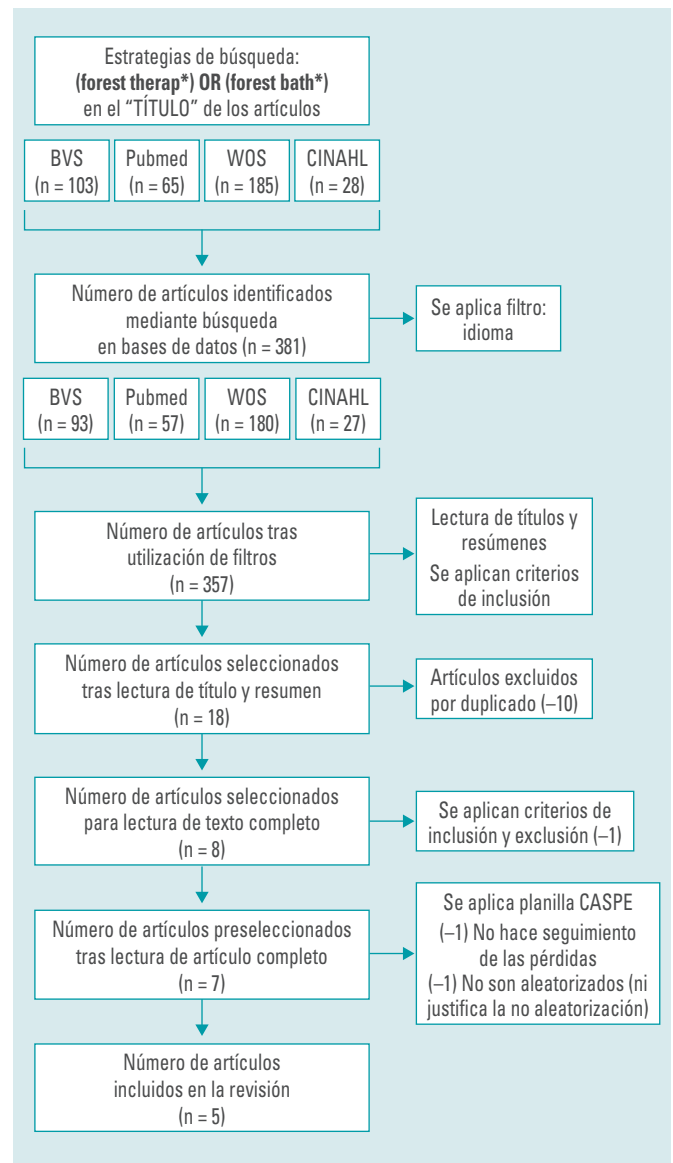 Estrategias de búsqueda:
(forest therap*) OR (forest bath*)
en el “TÍTULO” de los artículos
BVS
(n = 103)
Pubmed
(n = 65)
WOS
(n = 185)
CINAHL
(n = 28)
Número de artículos identificados
mediante búsqueda
en bases de datos (n = 381)
Se aplica filtro:
idioma
BVS
(n = 93)
Pubmed
(n = 57)
WOS
(n = 180)
CINAHL
(n = 27)
Número de artículos tras
utilización de filtros
(n = 357)
Lectura de títulos y
resúmenes
Se aplican criterios
de inclusión
Número de artículos seleccionados
tras lectura de título y resumen
(n = 18)
Artículos excluidos
por duplicado (–10)
Número de artículos seleccionados
para lectura de texto completo
(n = 8)
Se aplican criterios de
inclusión y exclusión (–1)
Número de artículos preseleccionados
tras lectura de artículo completo
(n = 7)
Se aplica planilla CASPE
(–1) No hace seguimiento
de las pérdidas
(–1) No son aleatorizados (ni
justifica la no aleatorización)
Número de artículos
incluidos en la revisión
(n = 5)